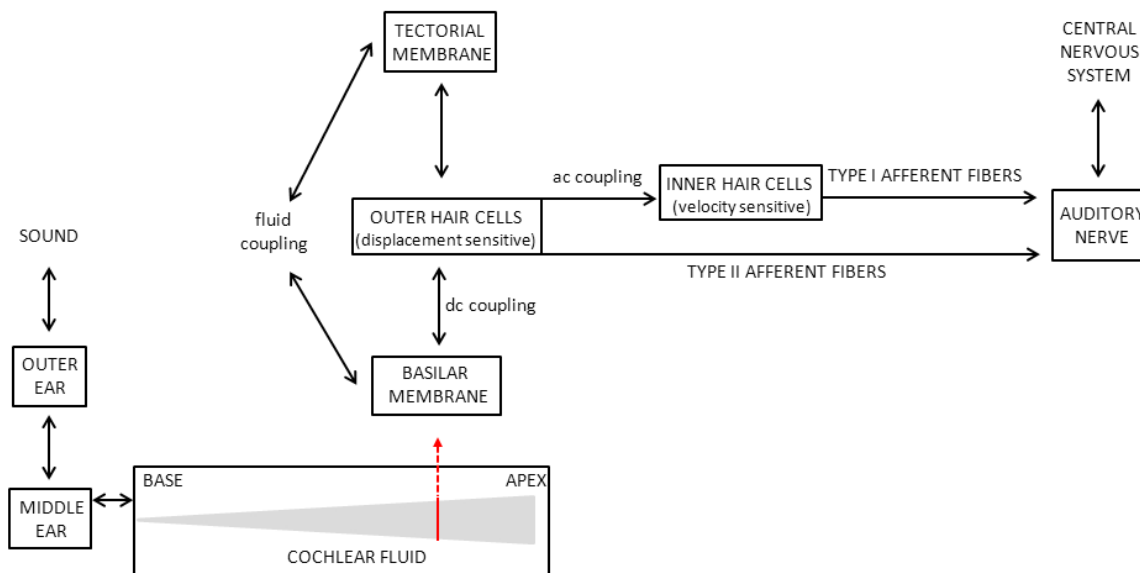 TECTORIAL
MEMBRANE
CENTRAL
NERVOUS
SYSTEM
ac coupling
INNER HAIR CELLS
(velocity sensitive)
TYPE I AFFERENT FIBERS
fluid
coupling
OUTER HAIR CELLS
(displacement sensitive)
AUDITORY
NERVE
SOUND
TYPE II AFFERENT FIBERS
dc coupling
OUTER
EAR
BASILAR
MEMBRANE
MIDDLE
EAR
BASE
APEX
COCHLEAR FLUID